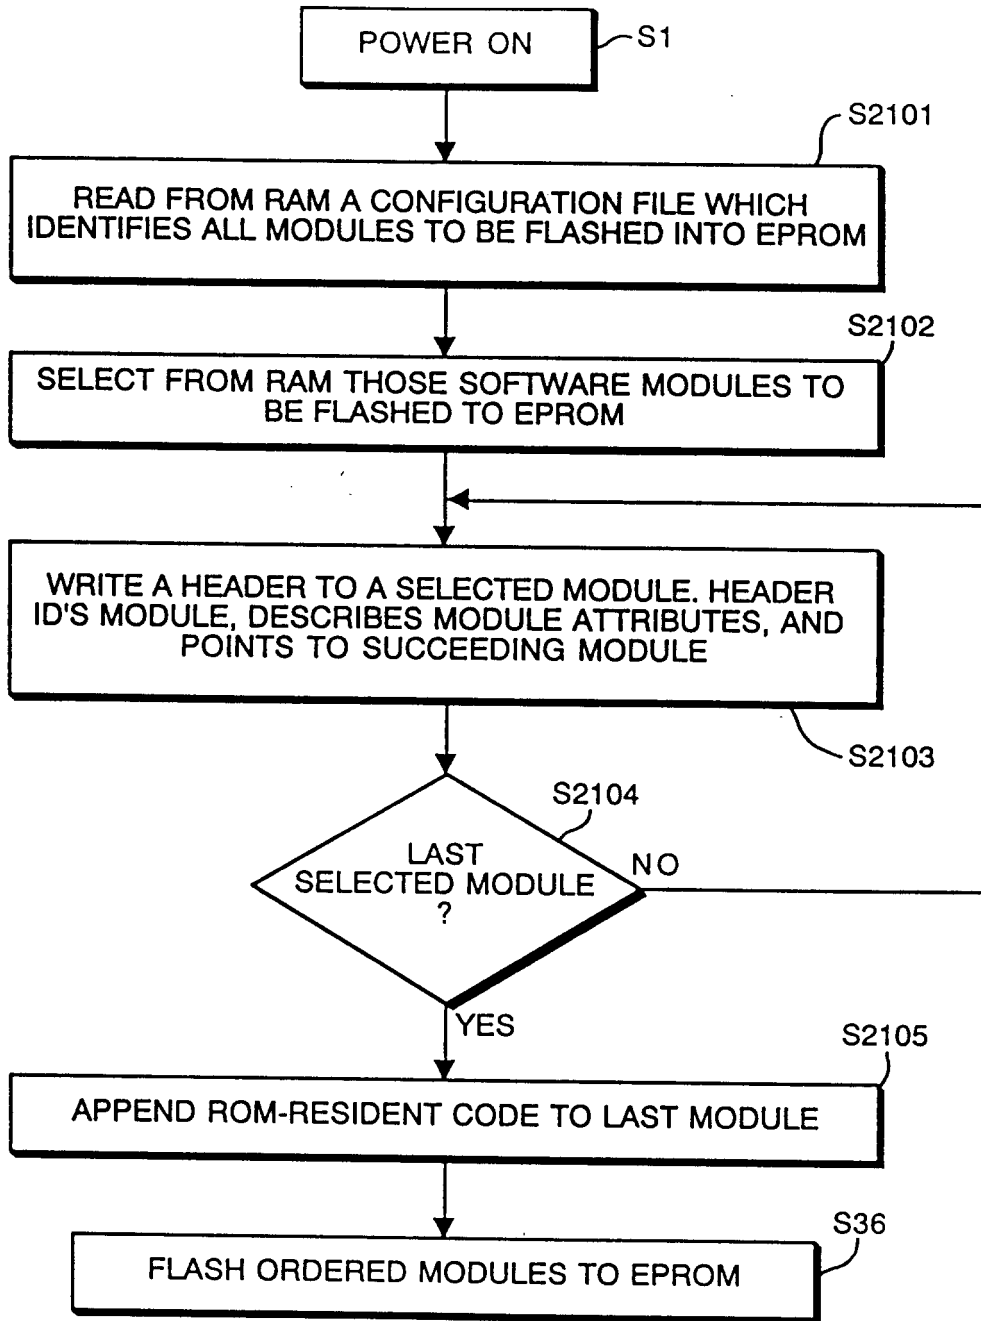 POWER ON
S1
S2101
READ FROM RAM A CONFIGURATION FILE WHICH
IDENTIFIES ALL MODULES TO BE FLASHED INTO EPROM
S2102
SELECT FROM RAM THOSE SOFTWARE MODULES TO
BE FLASHED TO EPROM
WRITE A HEADER TO A SELECTED MODULE. HEADER
ID'S MODULE, DESCRIBES MODULE ATTRIBUTES, AND
POINTS TO SUCCEEDING MODULE
S2103
S2104
LAST
SELECTED MODULE
?
NO
YES
S2105
APPEND ROM-RESIDENT CODE TO LAST MODULE
S36
FLASH ORDERED MODULES TO EPROM